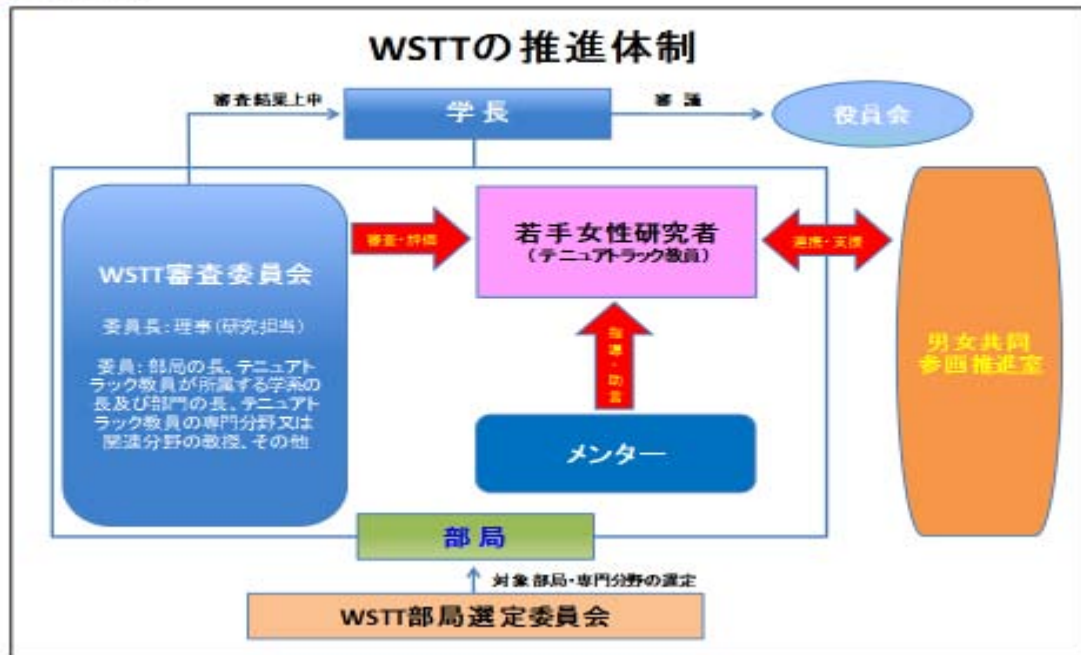 WSTTの推進体制
審査結果上申
学長
審議
役員会
WSTT審査委員会
委員長：理事（研究担当）
委員：部局の長、テニュアト
ラック教員が所属する学系の
長及び部門の長、テニュアト
ラック教員の専門分野又は
関連分野の教授、その他
審査・評価
若手女性研究者
（テニュアトラック教員）
連携・支援
男女共同
参画推進室
指導・助言
メンター
部局
対象部局・専門分野の選定
WSTT部局選定委員会